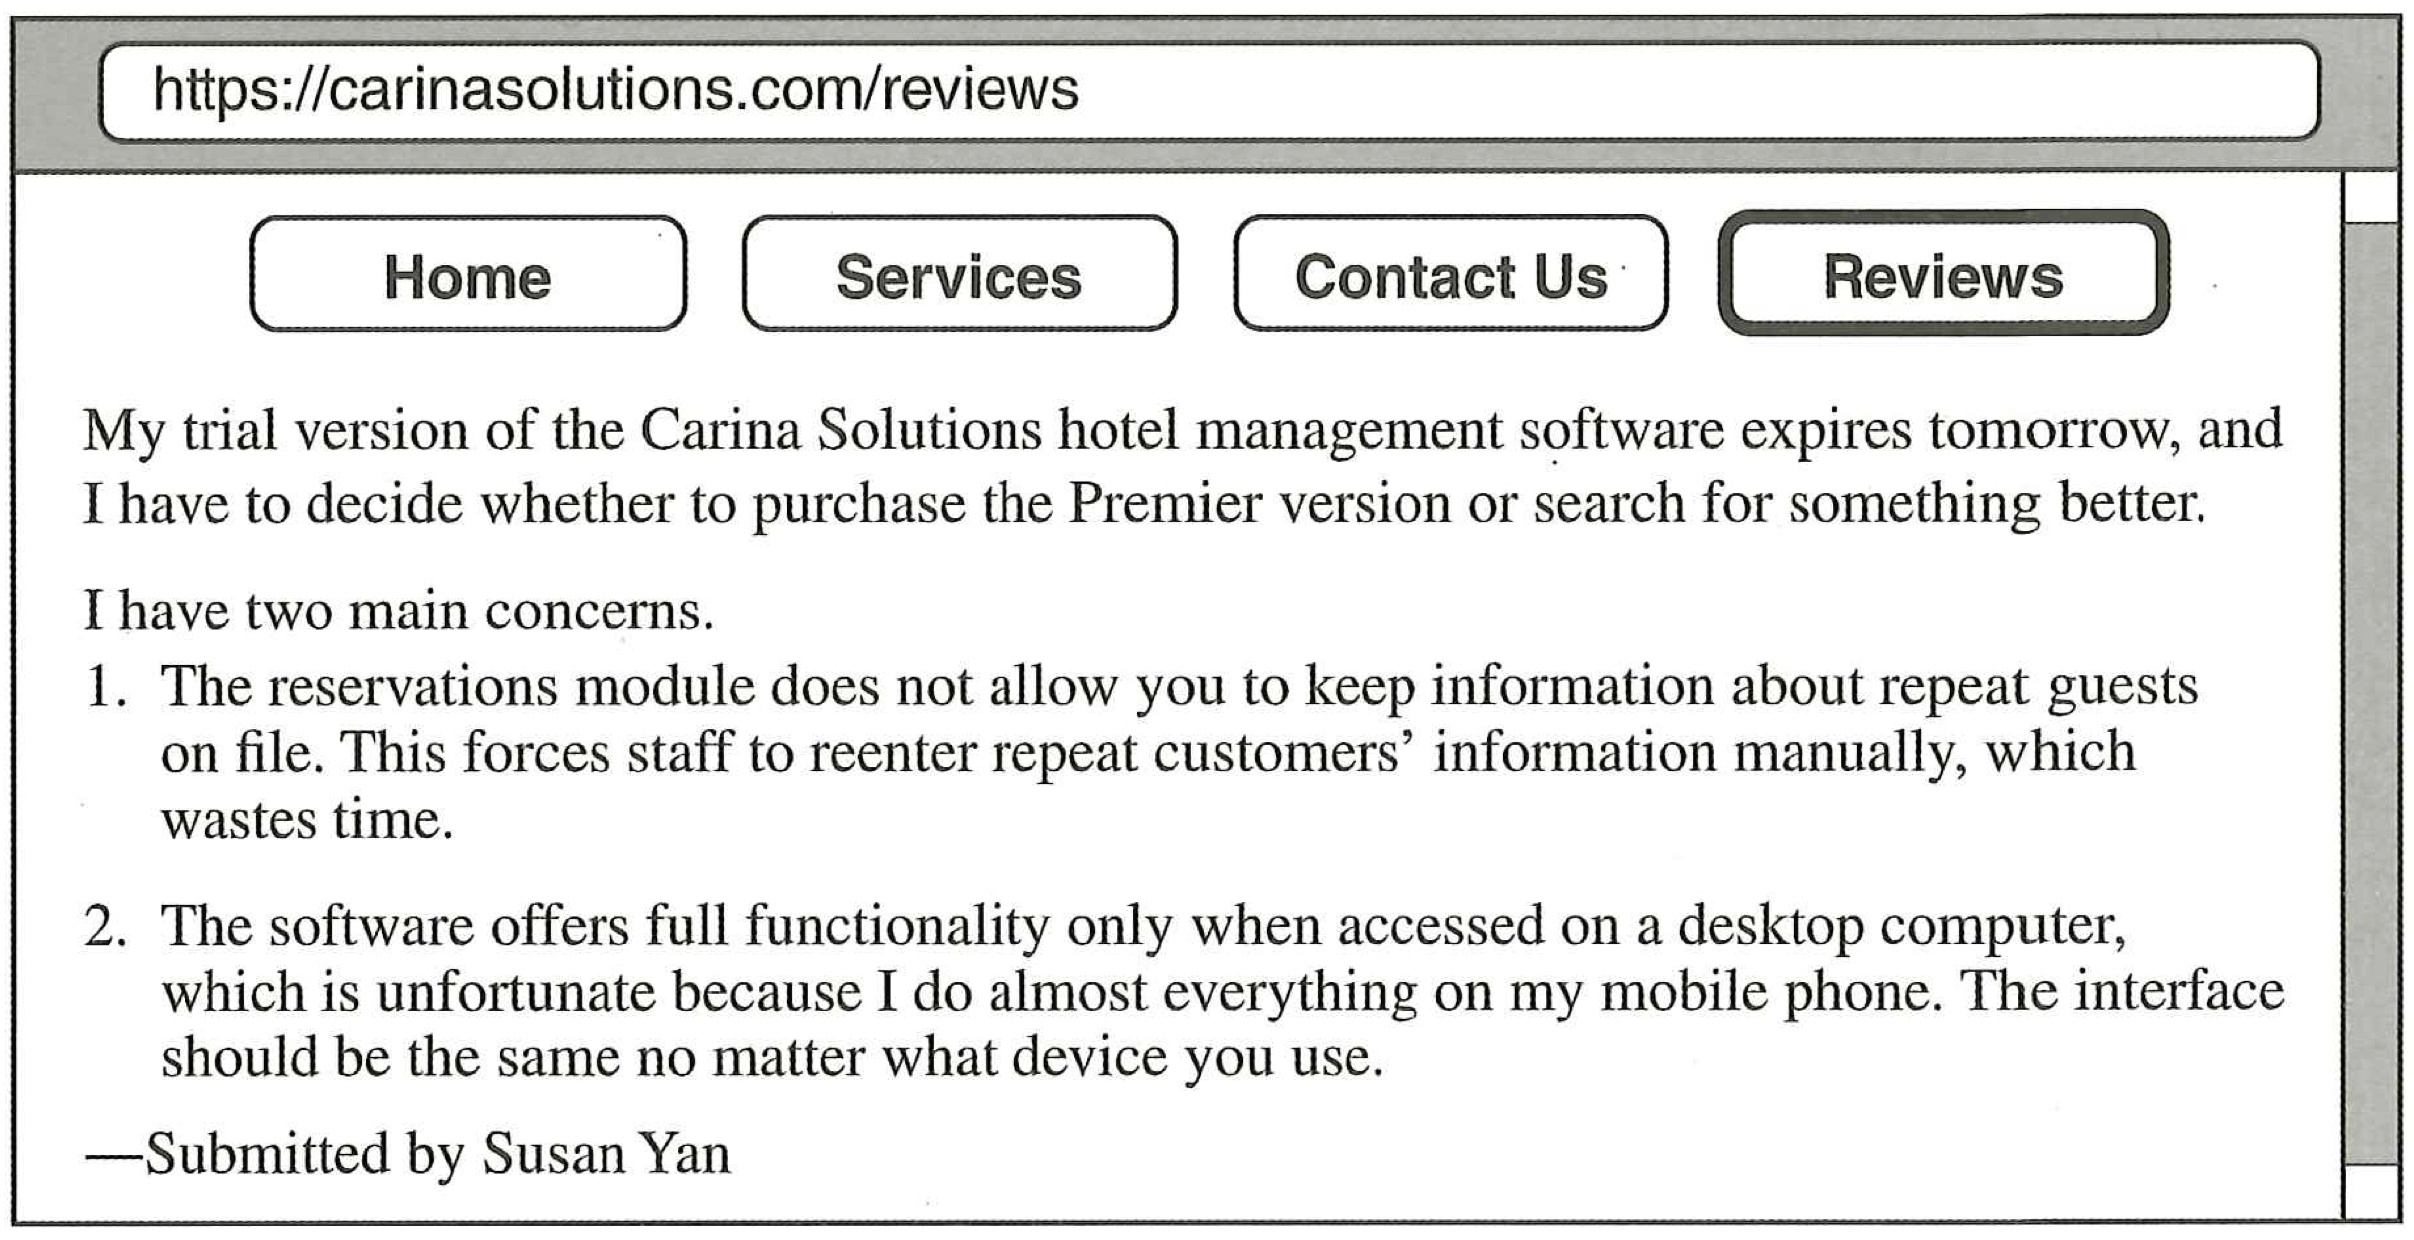 https://carinasolutions.com/reviews
Home Services Contact Us Reviews
My trial version of the Carina Solutions hotel management software expires tomorrow, and
I have to decide whether to purchase the Premier version or search for something better.
I have two main concerns.
1. The reservations module does not allow you to keep information about repeat guests
on file. This forces staff to reenter repeat customers’ information manually, which
wastes time.
2. The software offers full functionality only when accessed on a desktop computer,
which is unfortunate because I do almost everything on my mobile phone. The interface
should be the same no matter what device you use.
—Submitted by Susan Yan